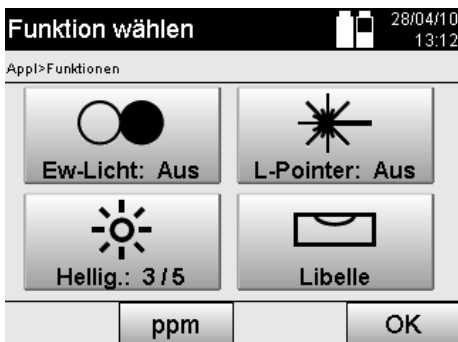 Funktion wählen
28/04/10
13:12
Appl>Funktionen
Ew-Licht: Aus
L-Pointer: Aus
Hellig.: 3/5
Libelle
ppm
OK